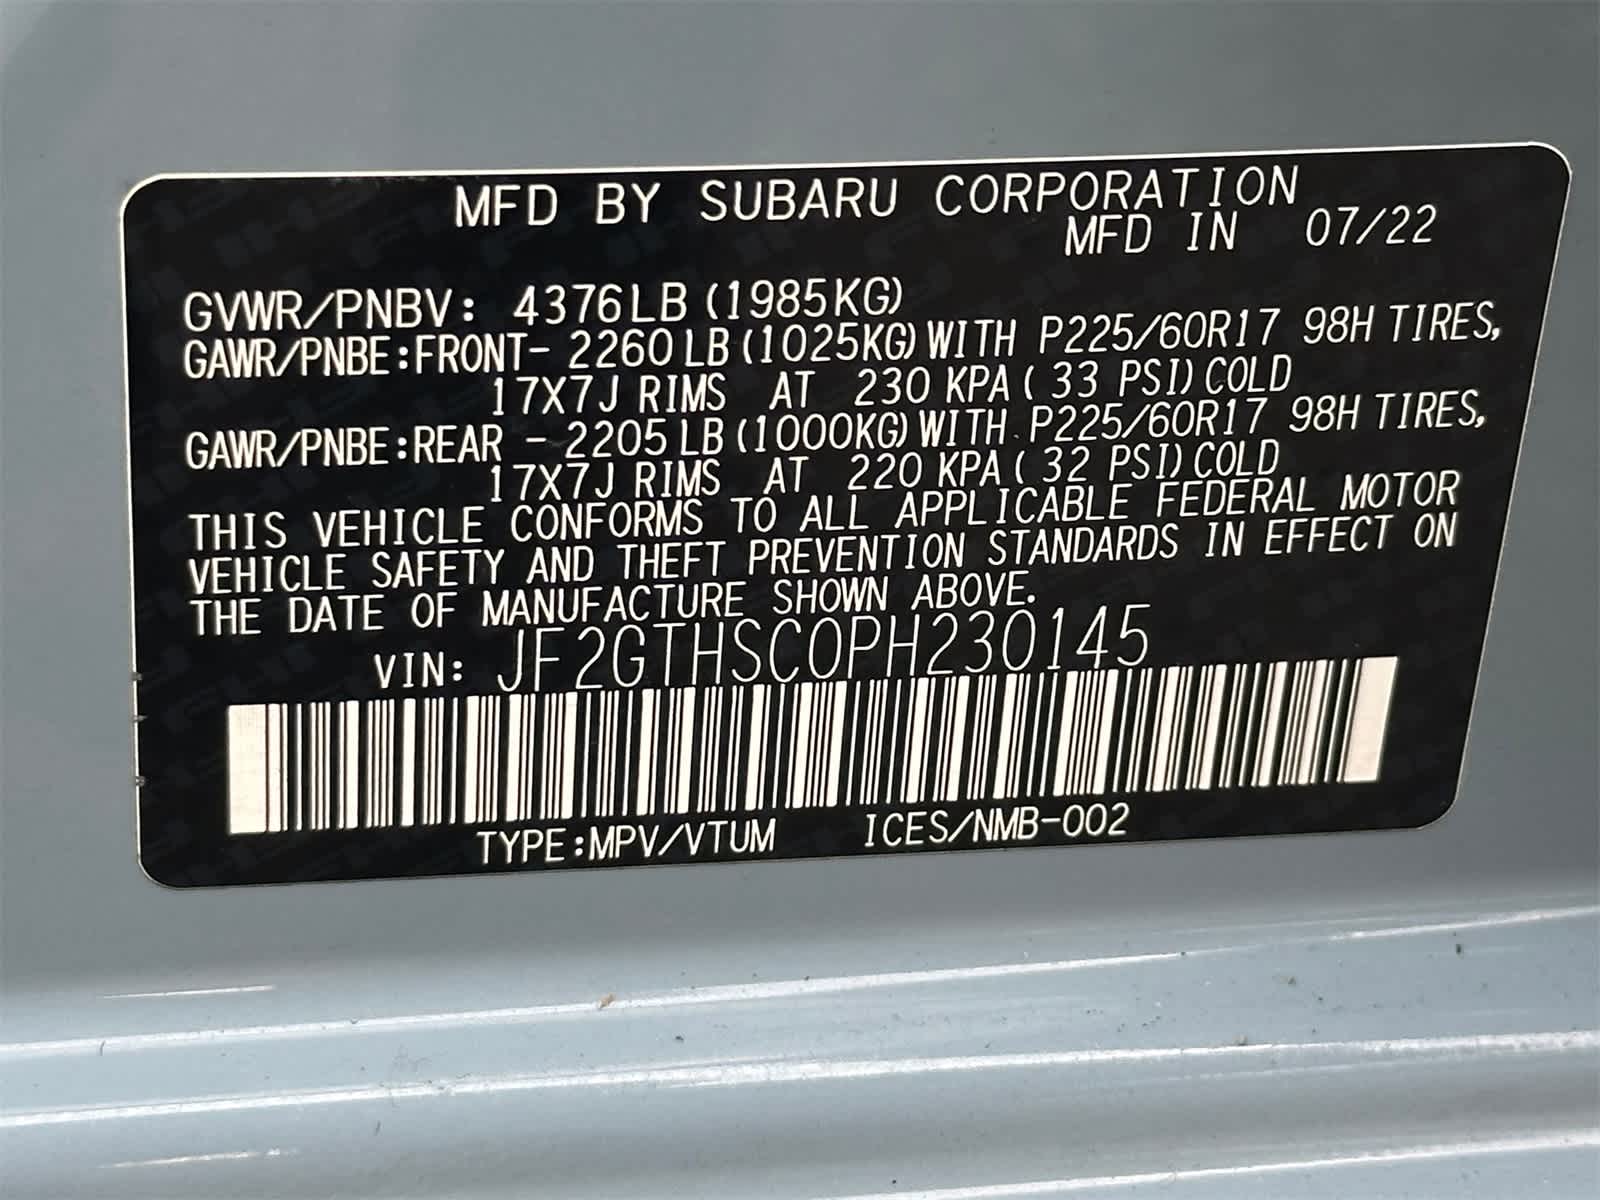 MFD BY SUBARU CORPORATION
MFD IN 07/22
GVWR/PNBV: 4376LB (1985KG)
GAWR/PNBE:FRONT- 2260LB (1025KG) WITH P225/60R17 98H TIRES,
17X7J RIMS AT 230 KPA ( 33 PSI) COLD
GAWR/PNBE:REAR - 2205LB (1000KG) WITH P225/60R17 98H TIRES,
17X7J RIMS AT 220 KPA ( 32 PSI) COLD
THIS VEHICLE CONFORMS TO ALL APPLICABLE FEDERAL MOTOR
VEHICLE SAFETY AND THEFT PREVENTION STANDARDS IN EFFECT ON
THE DATE OF MANUFACTURE SHOWN ABOVE.
VIN: JF2GTHSC0PH230145
TYPE:MPV/VTUM ICES/NMB-002